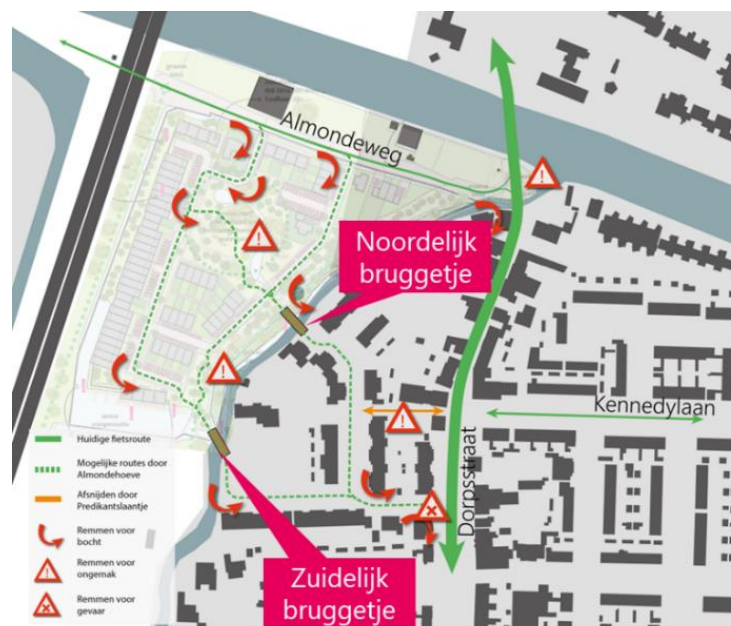 Almondeweg
Noordelijk
bruggetje
Kennedylaan
Dorpsstraat
Zuidelijk
bruggetje
Huidige fietsroute
Mogelijke routes door
Almondehoeve
Afsnijden door
Predikantslaantje
Remmen voor
bocht
Remmen voor
ongemak
Remmen voor
gevaar